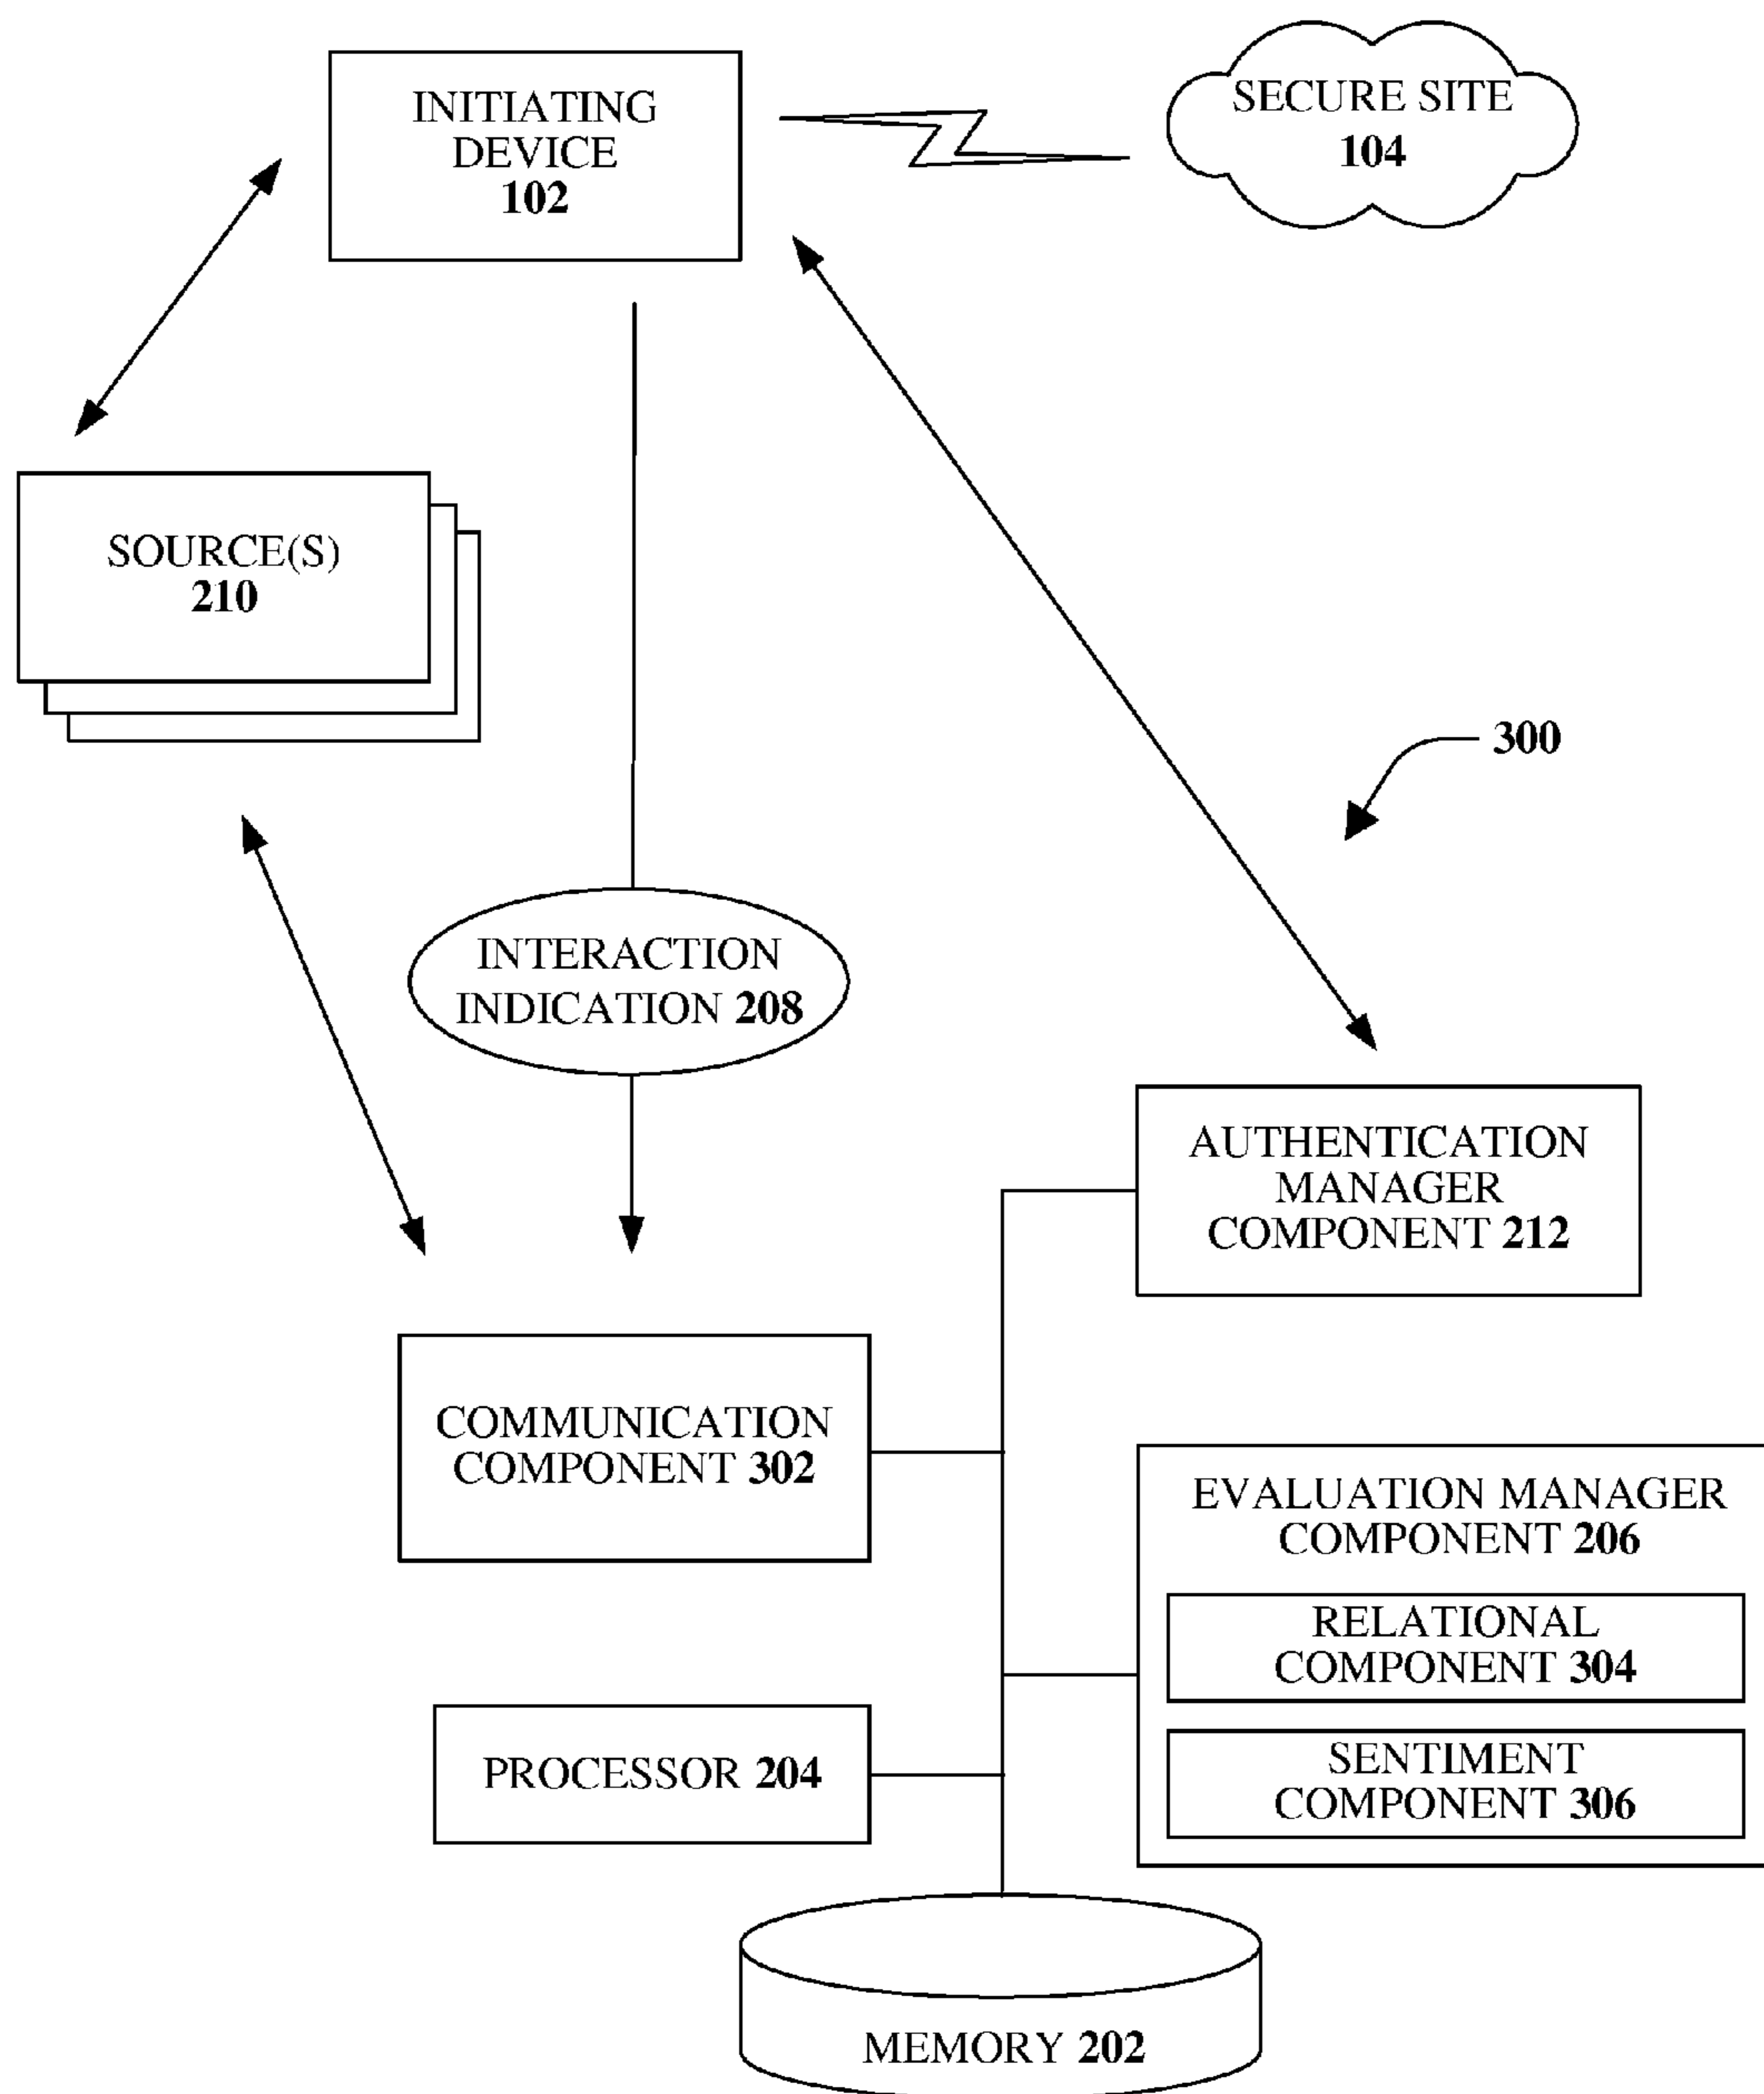 INITIATING
DEVICE
102
SECURE SITE
104
SOURCE(S)
210
300
INTERACTION
INDICATION 208
AUTHENTICATION
MANAGER
COMPONENT 212
COMMUNICATION
COMPONENT 302
EVALUATION MANAGER
COMPONENT 206
RELATIONAL
COMPONENT 304
SENTIMENT
COMPONENT 306
PROCESSOR 204
MEMORY 202